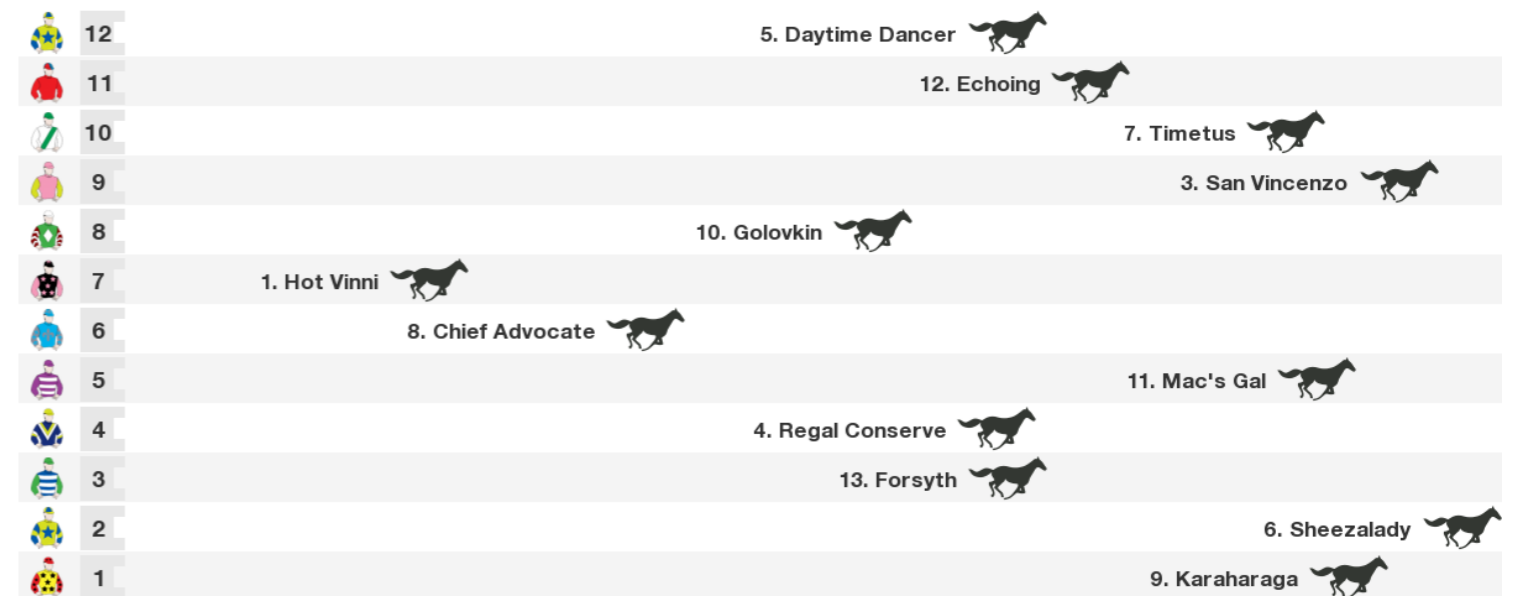 12 5. Daytime Dancer
11 12. Echoing
10 7. Timetus
9 3. San Vincenzo
8 10. Golovkin
7 1. Hot Vinni
6 8. Chief Advocate
5 11. Mac's Gal
4 4. Regal Conserve
3 13. Forsyth
2 6. Sheezalady
1 9. Karaharaga